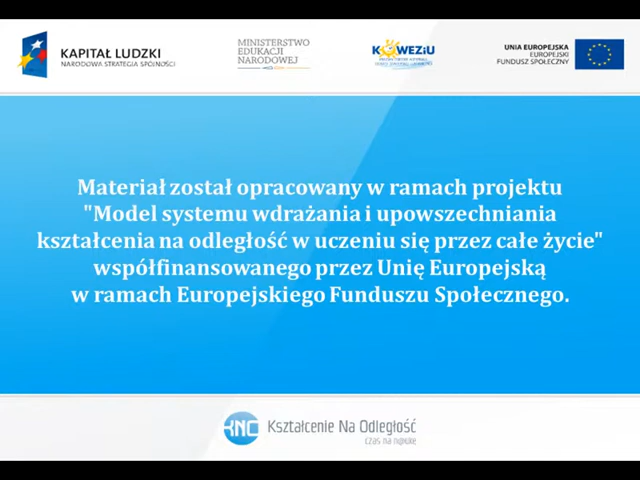 KAPITAŁ LUDZKI
NARODOWA STRATEGIA SPÓJNOŚCI
MINISTERSTWO
EDUKACJI
NARODOWEJ
KOWEZiU
UNIA EUROPEJSKA
EUROPEJSKI
FUNDUSZ SPOŁECZNY
Materiał został opracowany w ramach projektu
"Model systemu wdrażania i upowszechniania
kształcenia na odległość w uczeniu się przez całe życie"
współfinansowanego przez Unię Europejską
w ramach Europejskiego Funduszu Społecznego.
KNO Kształcenie Na Odległość
czas na naukę